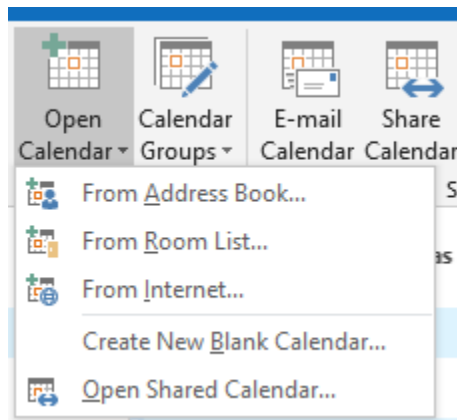 Open Calendar E-mail Share
Calendar Groups Calendar Calendar
From Address Book...
From Room List...
From Internet...
Create New Blank Calendar...
Open Shared Calendar...